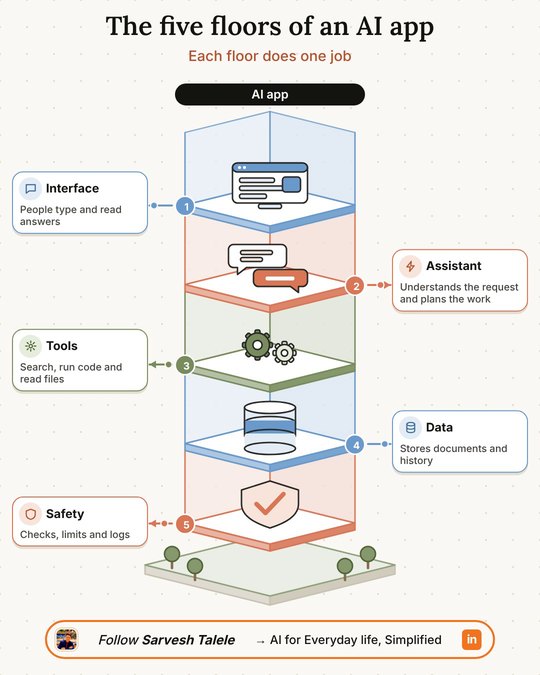 The five floors of an AI app
Each floor does one job
AI app
Interface
People type and read
answers
1
Assistant
Understands the request
and plans the work
2
Tools
Search, run code and
read files
3
Data
Stores documents and
history
4
Safety
Checks, limits and logs
5
Follow Sarvesh Talele → AI for Everyday life, Simplified in